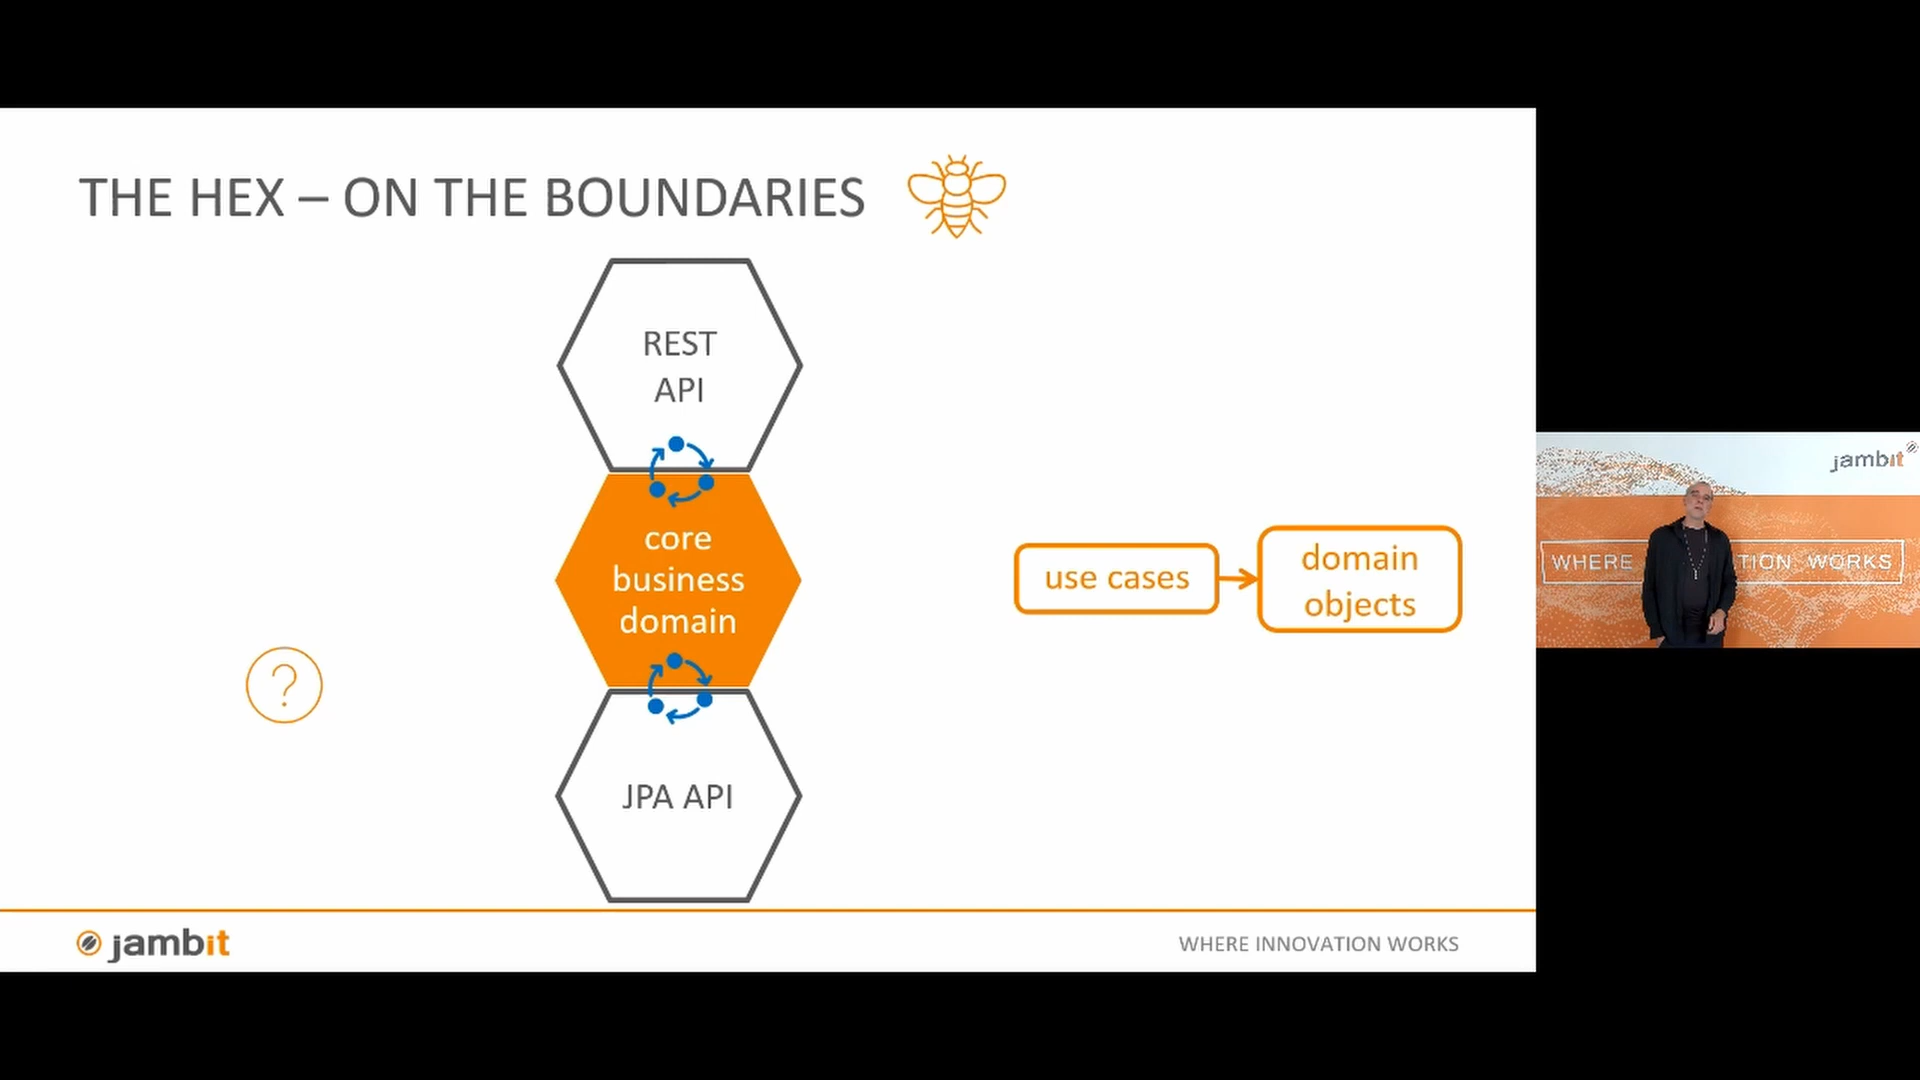 THE HEX – ON THE BOUNDARIES
REST
API
core
business
domain
JPA API
use cases
domain
objects
?
jambit
WHERE INNOVATION WORKS
jambit
WHERE
TION WORKS